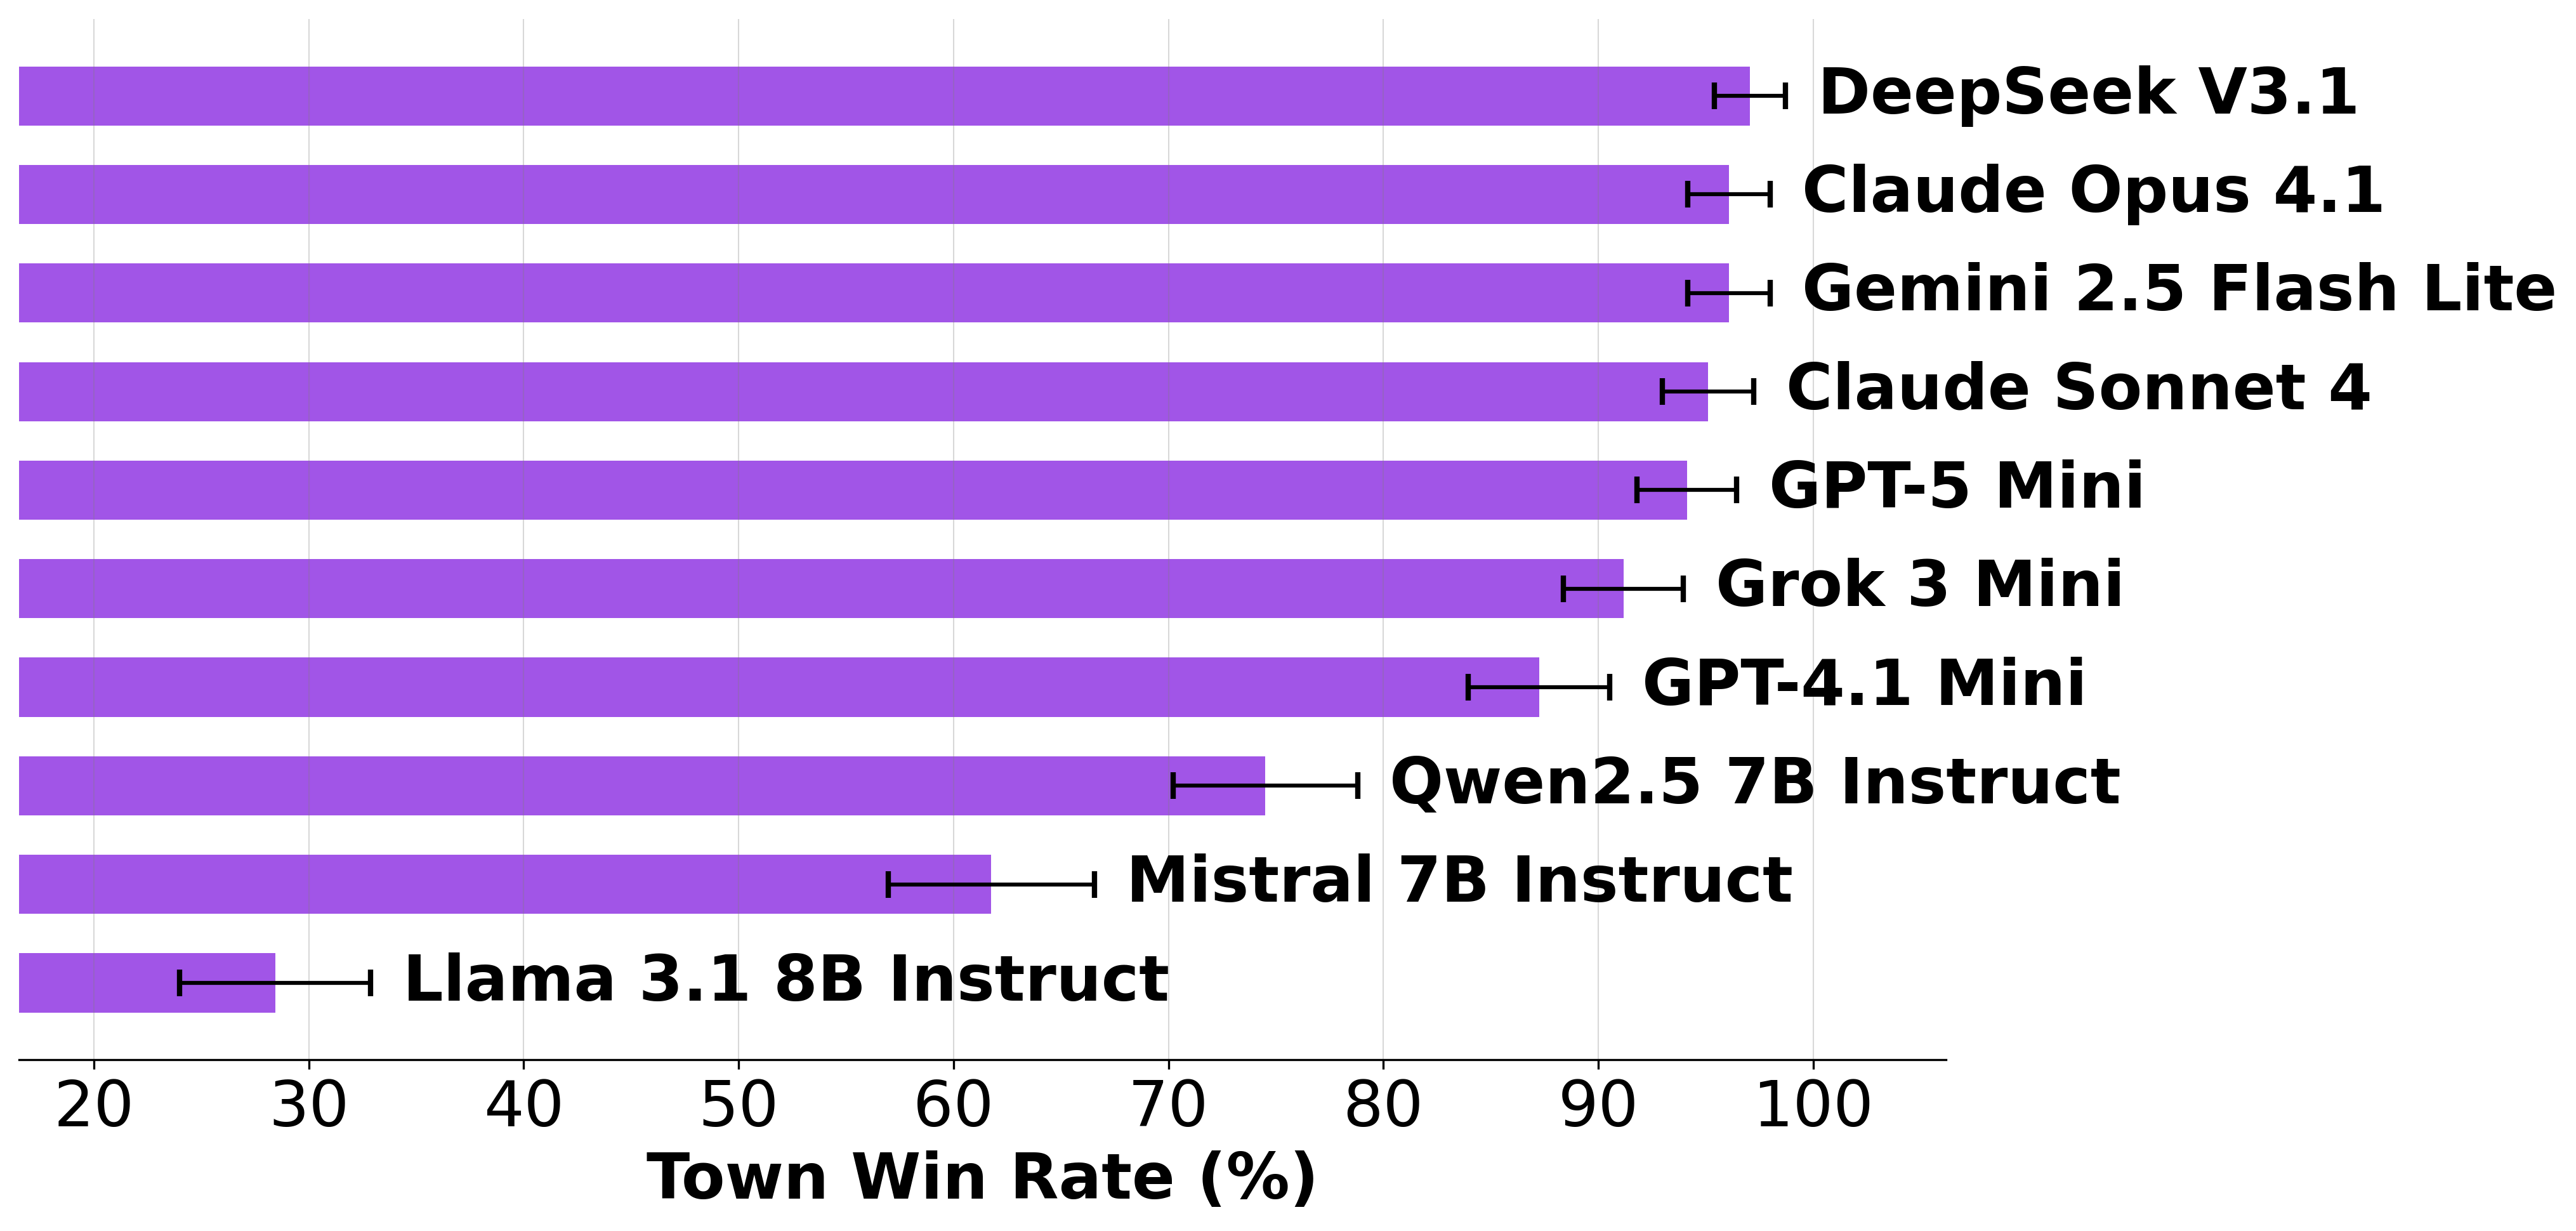 DeepSeek V3.1
Claude Opus 4.1
Gemini 2.5 Flash Lite
Claude Sonnet 4
GPT-5 Mini
Grok 3 Mini
GPT-4.1 Mini
Qwen2.5 7B Instruct
Mistral 7B Instruct
Llama 3.1 8B Instruct
20 30 40 50 60 70 80 90 100
Town Win Rate (%)